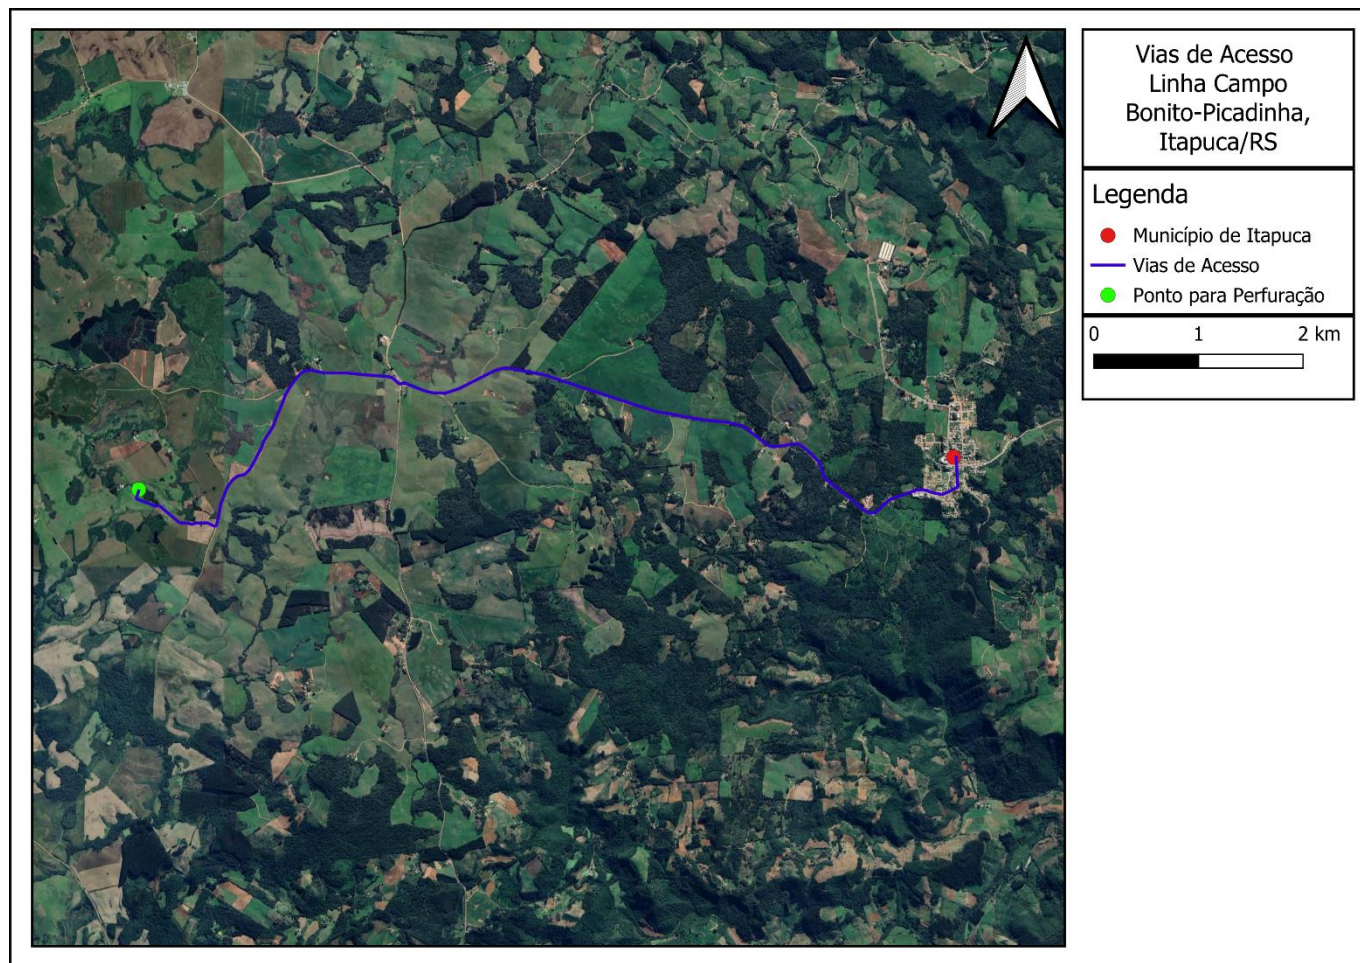 Vias de Acesso
Linha Campo
Bonito-Picadinha,
Itapuca/RS
Legenda
Município de Itapuca
Vias de Acesso
Ponto para Perfuração
0 1 2 km